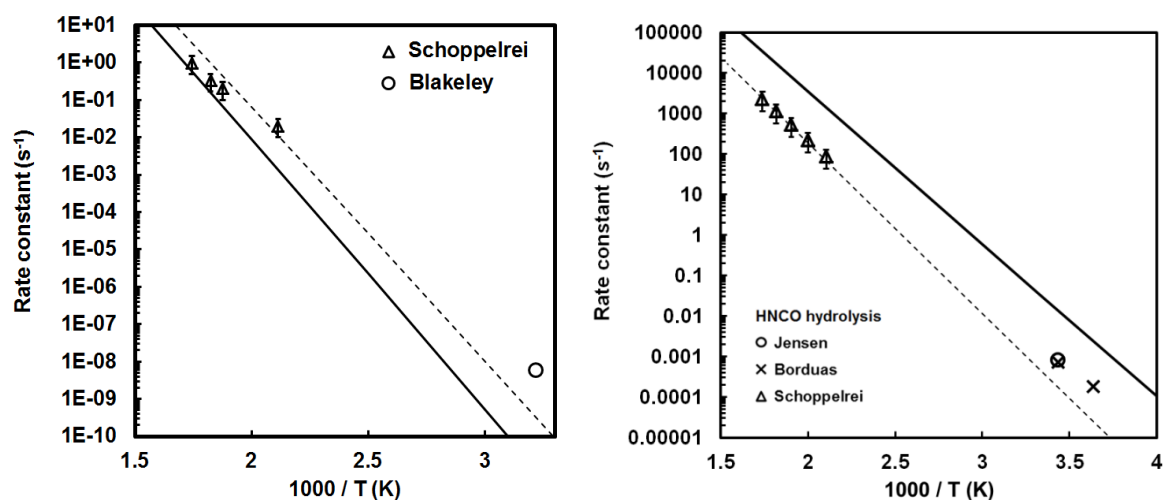 1E+01
1E+00
1E-01
1E-02
1E-03
1E-04
1E-05
1E-06
1E-07
1E-08
1E-09
1E-10
Rate constant (s-1)
Schoppelrei
Blakeley
1.5 2 2.5 3
1000 / T (K)
100000
10000
1000
100
10
1
0.1
0.01
0.001
0.0001
0.00001
Rate constant (s-1)
HNCO hydrolysis
Jensen
Borduas
Schoppelrei
1.5 2 2.5 3 3.5 4
1000 / T (K)